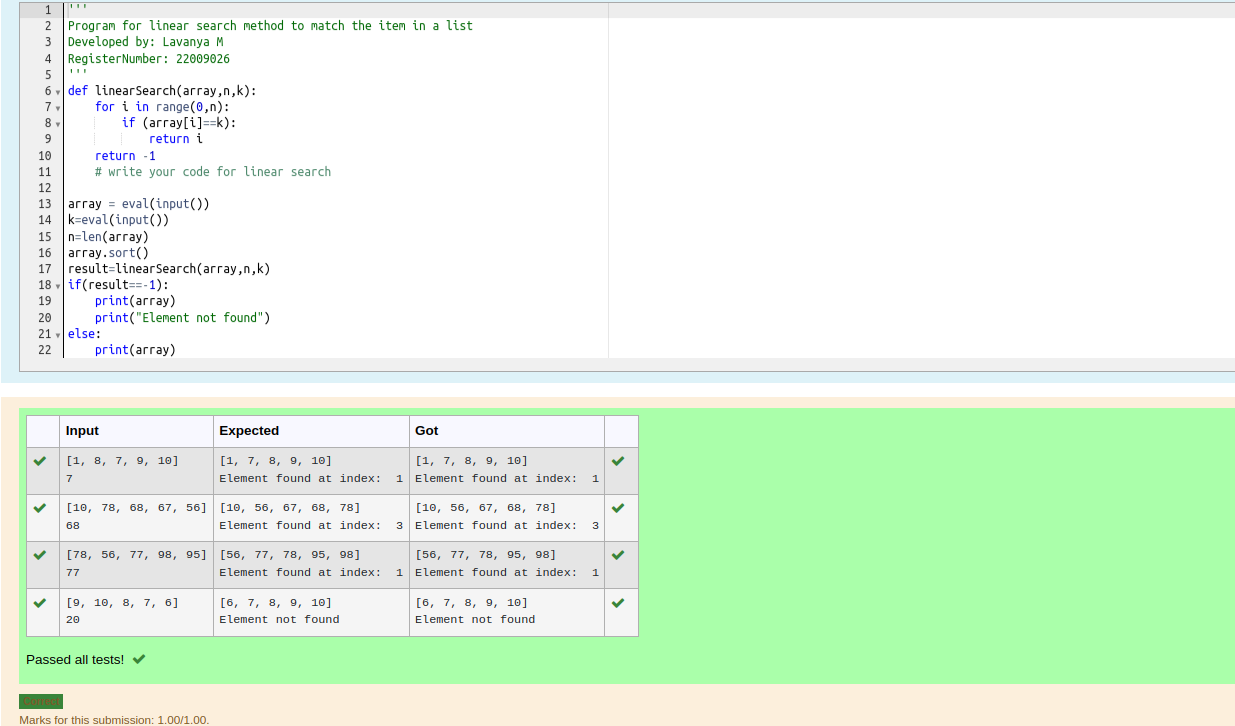 1 '''
2 Program for linear search method to match the item in a list
3 Developed by: Lavanya M
4 RegisterNumber: 22009026
5 '''
6 def linearSearch(array,n,k):
7     for i in range(0,n):
8         if (array[i]==k):
9             return i
10     return -1
11     # write your code for linear search
12
13 array = eval(input())
14 k=eval(input())
15 n=len(array)
16 array.sort()
17 result=linearSearch(array,n,k)
18 if(result==-1):
19     print(array)
20     print("Element not found")
21 else:
22     print(array)
Input Expected Got
[1, 8, 7, 9, 10] [1, 7, 8, 9, 10] [1, 7, 8, 9, 10]
7 Element found at index:  1 Element found at index:  1
[10, 78, 68, 67, 56] [10, 56, 67, 68, 78] [10, 56, 67, 68, 78]
68 Element found at index:  3 Element found at index:  3
[78, 56, 77, 98, 95] [56, 77, 78, 95, 98] [56, 77, 78, 95, 98]
77 Element found at index:  1 Element found at index:  1
[9, 10, 8, 7, 6] [6, 7, 8, 9, 10] [6, 7, 8, 9, 10]
20 Element not found Element not found
Passed all tests!
Marks for this submission: 1.00/1.00.